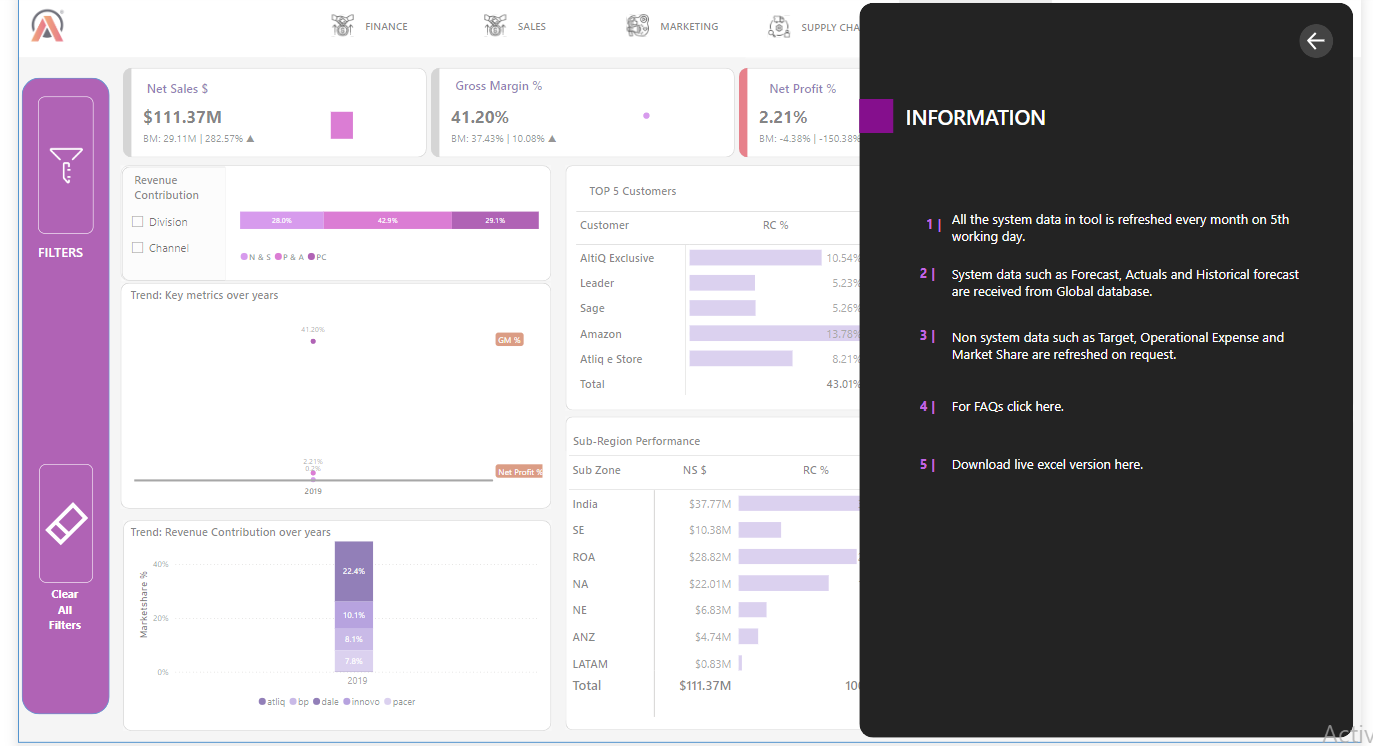 FINANCE
SALES
MARKETING
SUPPLY CHA
FILTERS
Clear
All
Filters
Net Sales $
$111.37M
BM: 29.11M | 282.57% ▲
Gross Margin %
41.20%
BM: 37.43% | 10.08% ▲
Net Profit %
2.21%
BM: -4.38% | -150.38%
Revenue
Contribution
Division
Channel
28.0% 42.9% 29.1%
N & S P & A PC
Trend: Key metrics over years
41.20%
GM %
2.21%
Net Profit %
2019
Trend: Revenue Contribution over years
Marketshare %
40%
20%
0%
22.4%
10.1%
8.1%
7.8%
2019
atliq bp dale innovo pacer
TOP 5 Customers
Customer RC %
AltiQ Exclusive 10.54%
Leader 5.23%
Sage 5.26%
Amazon 13.78%
Atliq e Store 8.21%
Total 43.01%
Sub-Region Performance
Sub Zone NS $ RC %
India $37.77M
SE $10.38M
ROA $28.82M
NA $22.01M
NE $6.83M
ANZ $4.74M
LATAM $0.83M
Total $111.37M 100
INFORMATION
1 | All the system data in tool is refreshed every month on 5th
working day.
2 | System data such as Forecast, Actuals and Historical forecast
are received from Global database.
3 | Non system data such as Target, Operational Expense and
Market Share are refreshed on request.
4 | For FAQs click here.
5 | Download live excel version here.
Activ